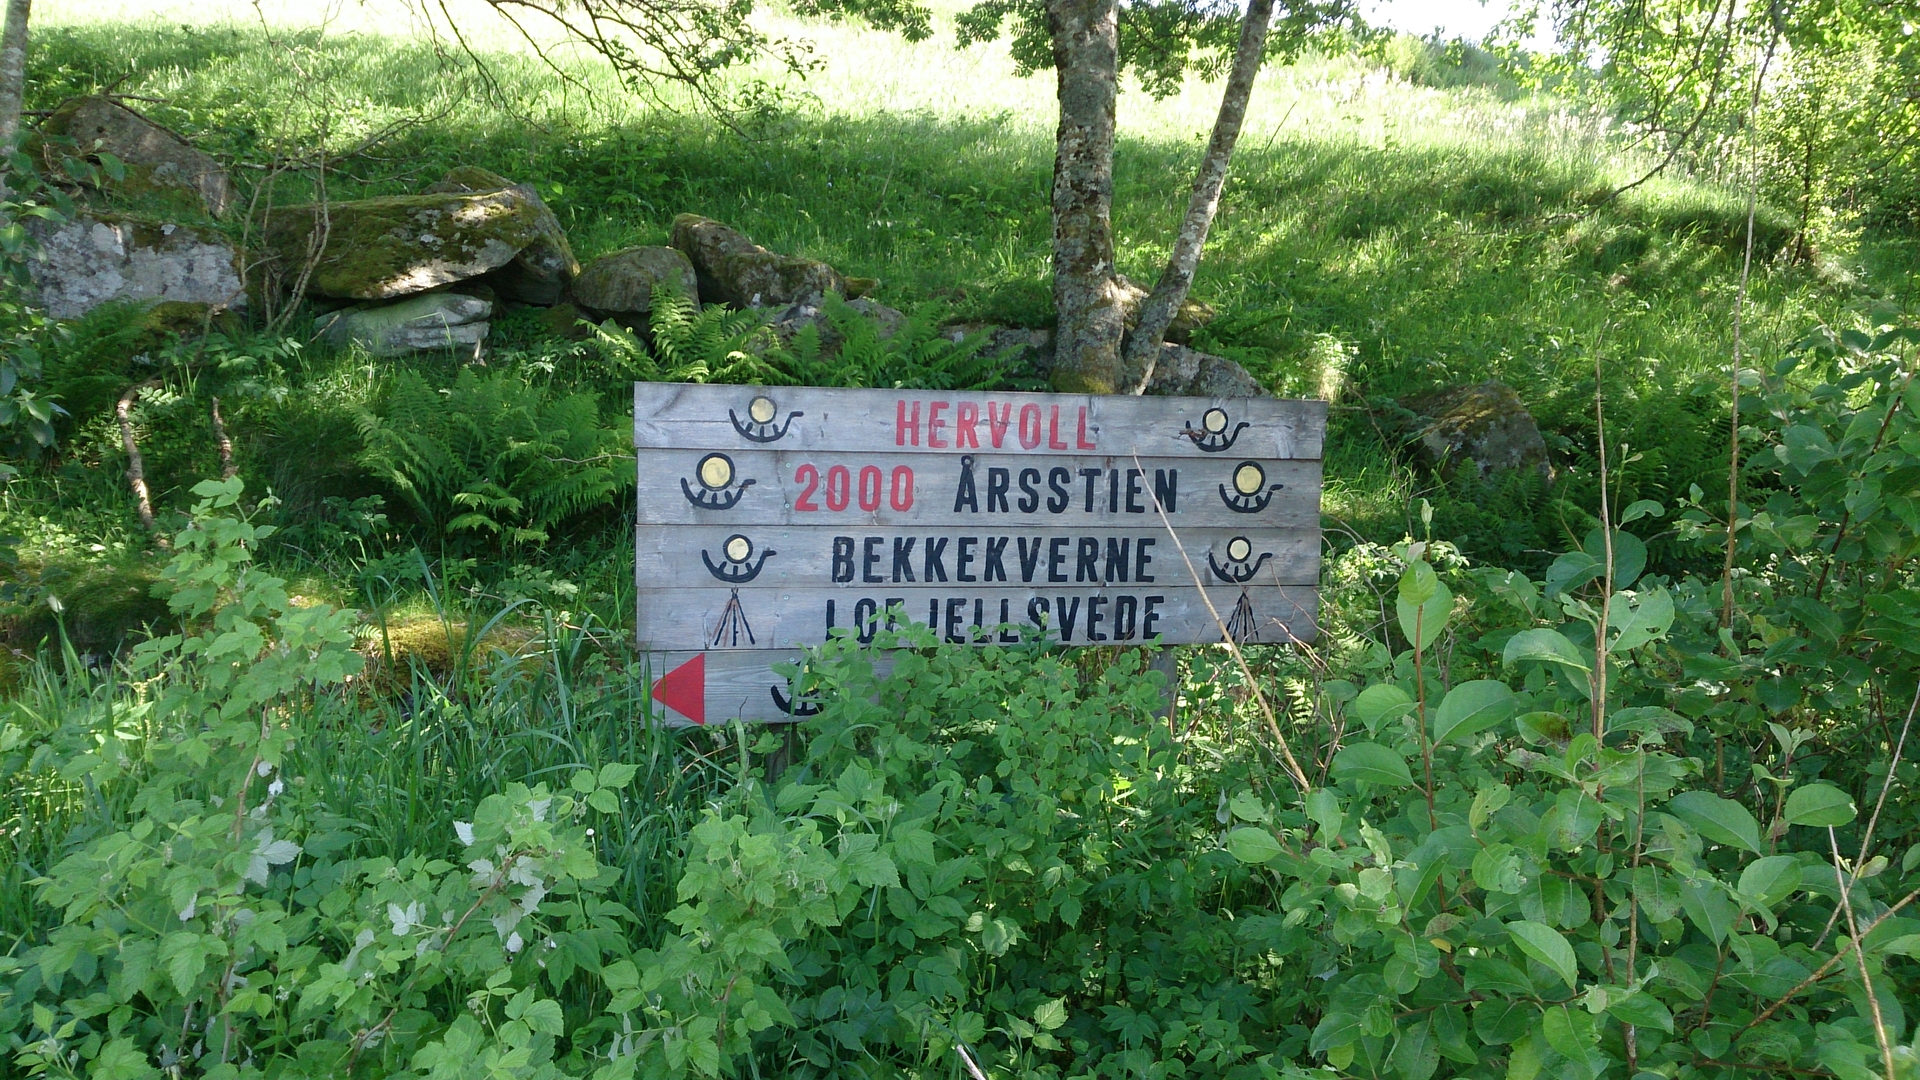 HERVOLL
2000 ÅRSSTIEN
BEKKEKVERNE